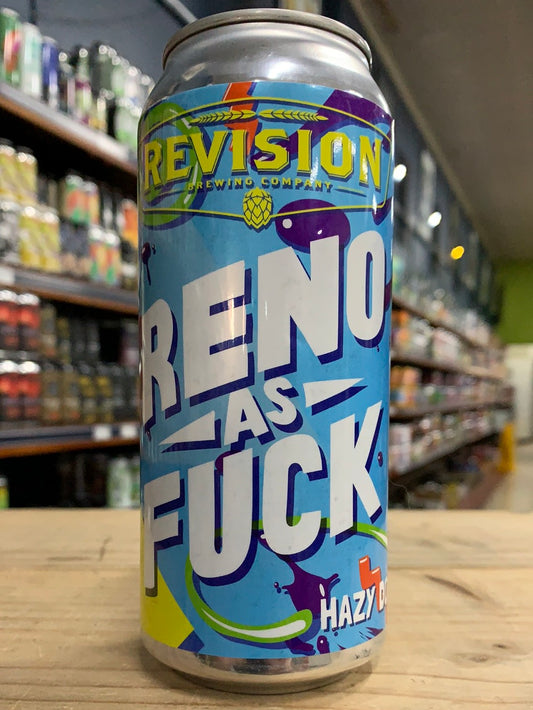 REVISION
BREWING COMPANY
RENO
AS
FUCK
HAZY